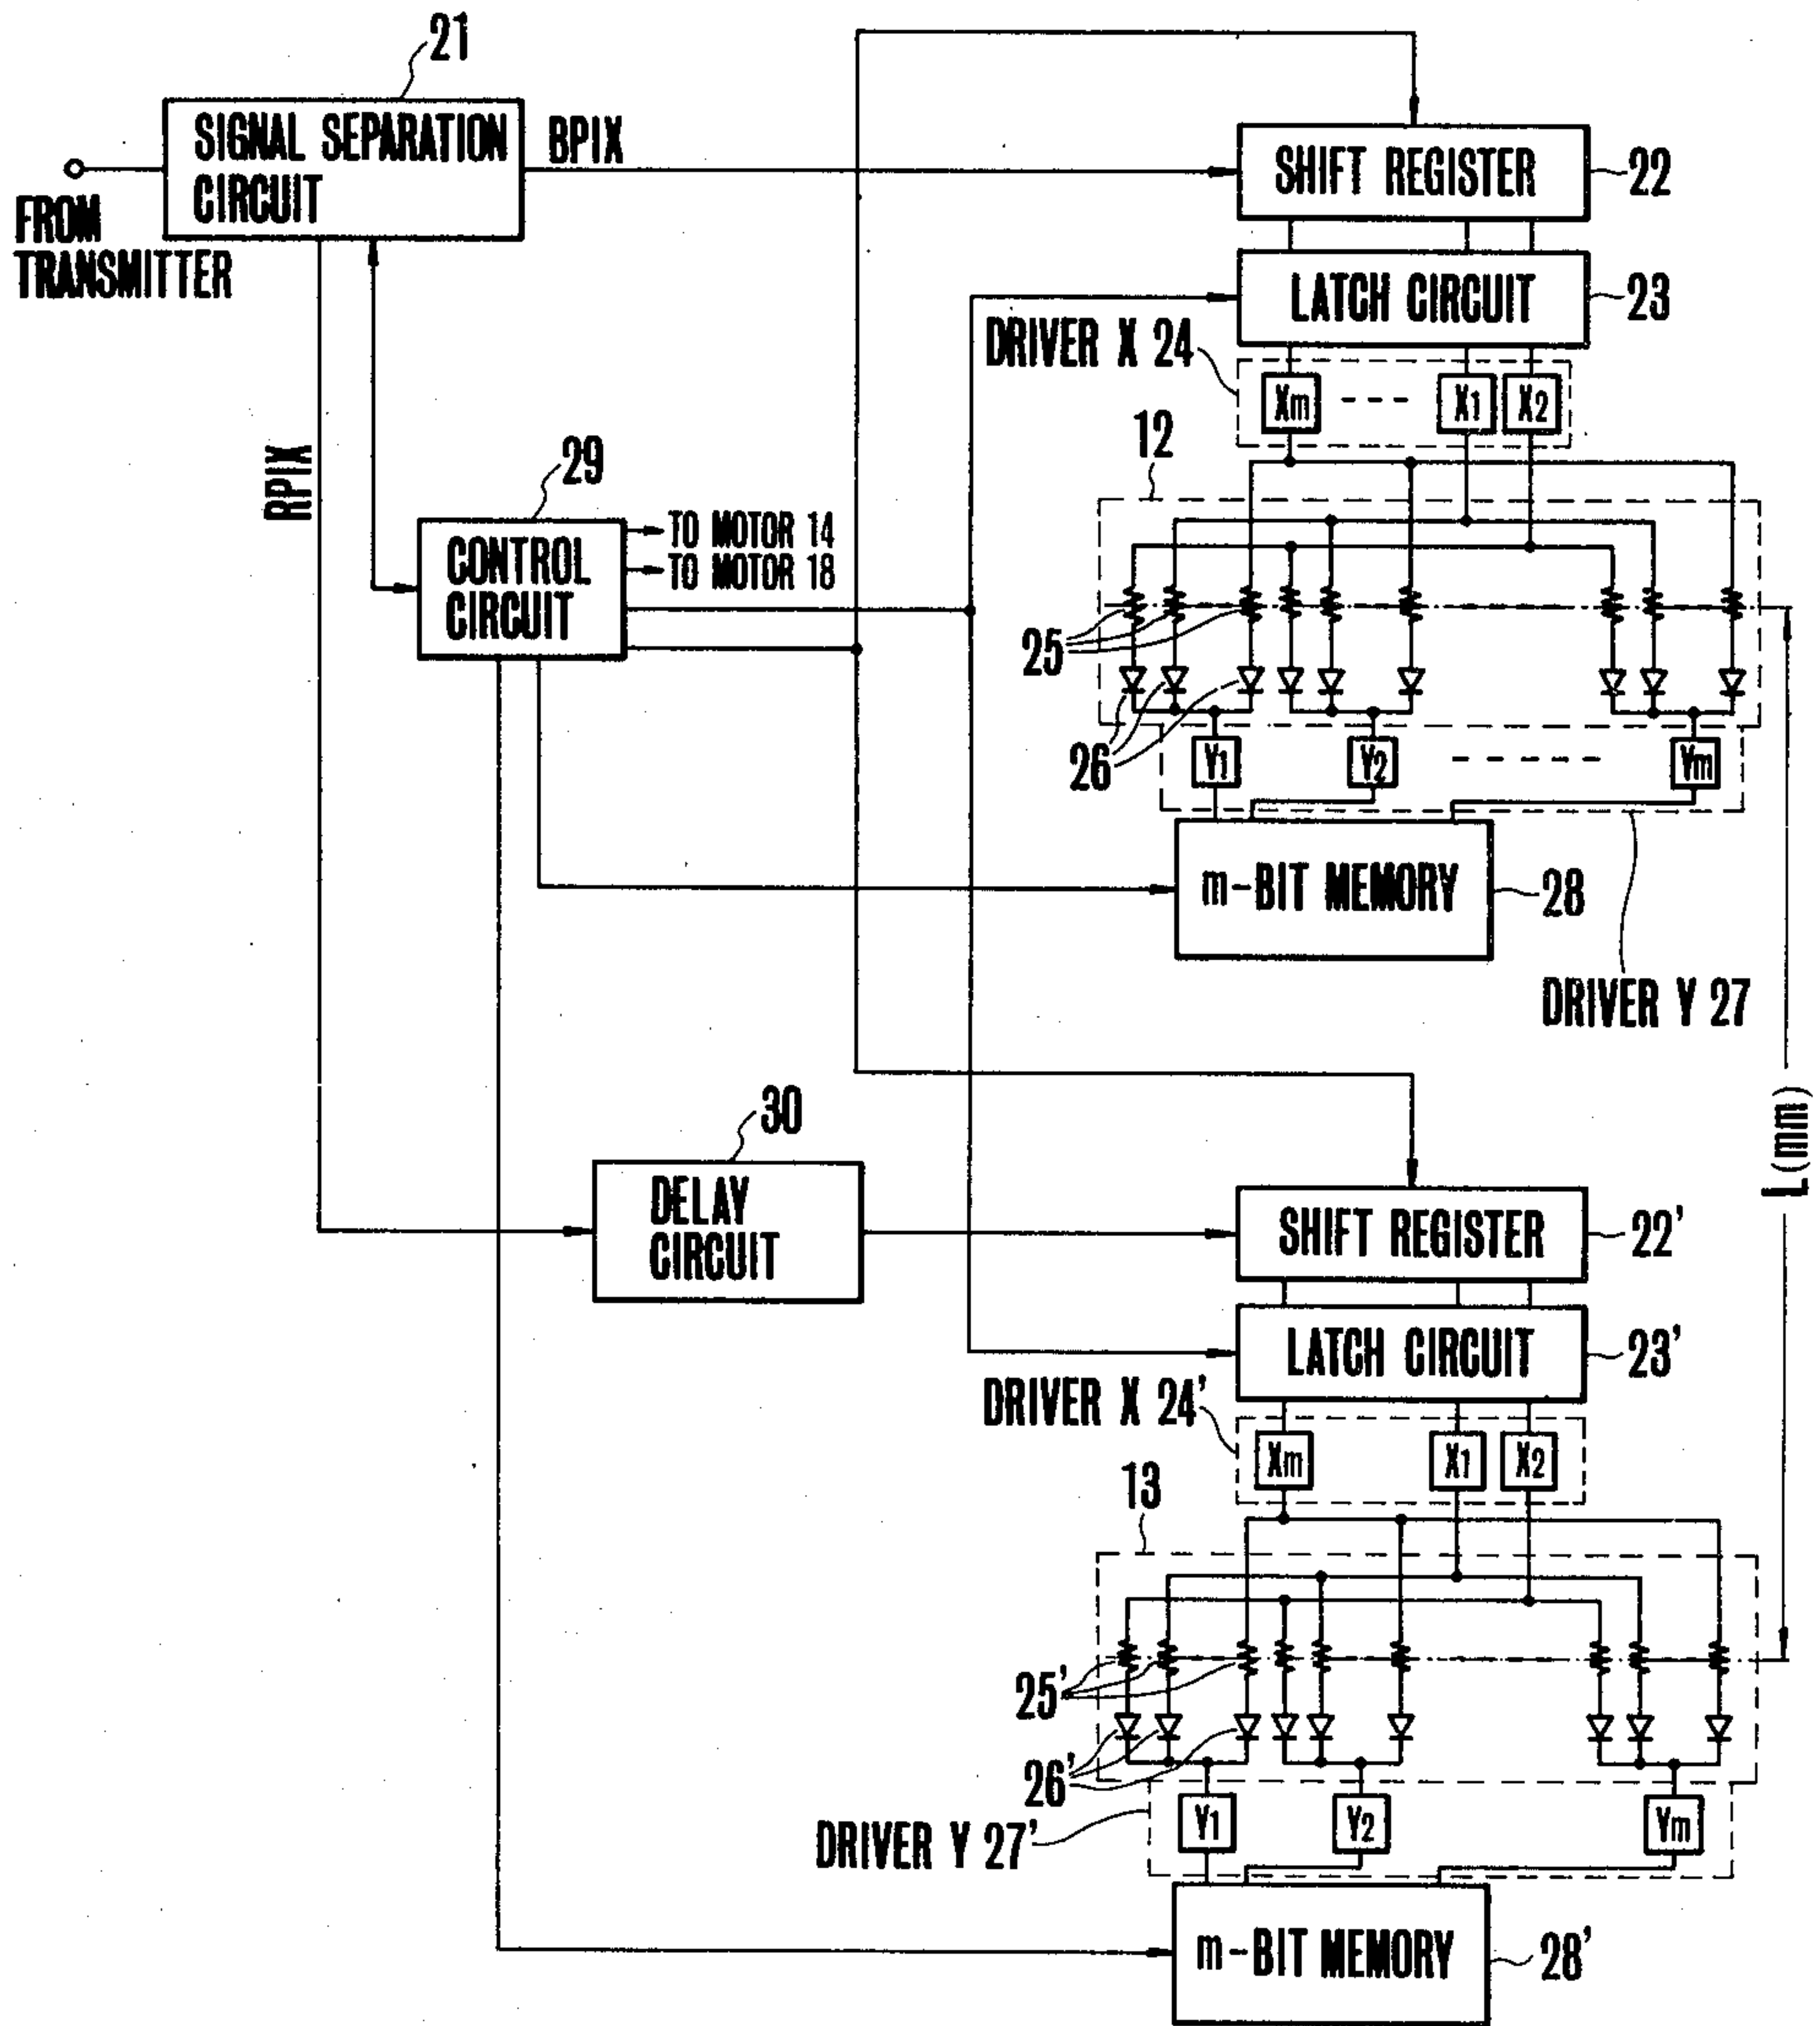 21
SIGNAL SEPARATION
CIRCUIT
BPIX
FROM
TRANSMITTER
SHIFT REGISTER
22
LATCH CIRCUIT
23
DRIVER X 24
Xm
X1
X2
12
RPIX
29
CONTROL
CIRCUIT
TO MOTOR 14
TO MOTOR 18
25
26
Y1
Y2
Ym
m-BIT MEMORY
28
DRIVER Y 27
L(mm)
30
DELAY
CIRCUIT
SHIFT REGISTER
22'
LATCH CIRCUIT
23'
DRIVER X 24'
Xm
X1
X2
13
25'
26'
DRIVER Y 27'
Y1
Y2
Ym
m-BIT MEMORY
28'